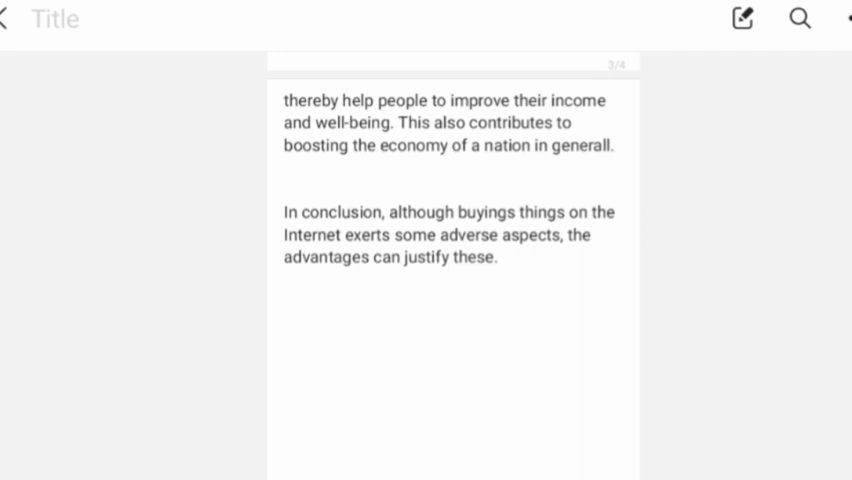 Title
3/4
thereby help people to improve their income
and well-being. This also contributes to
boosting the economy of a nation in generall.
In conclusion, although buyings things on the
Internet exerts some adverse aspects, the
advantages can justify these.